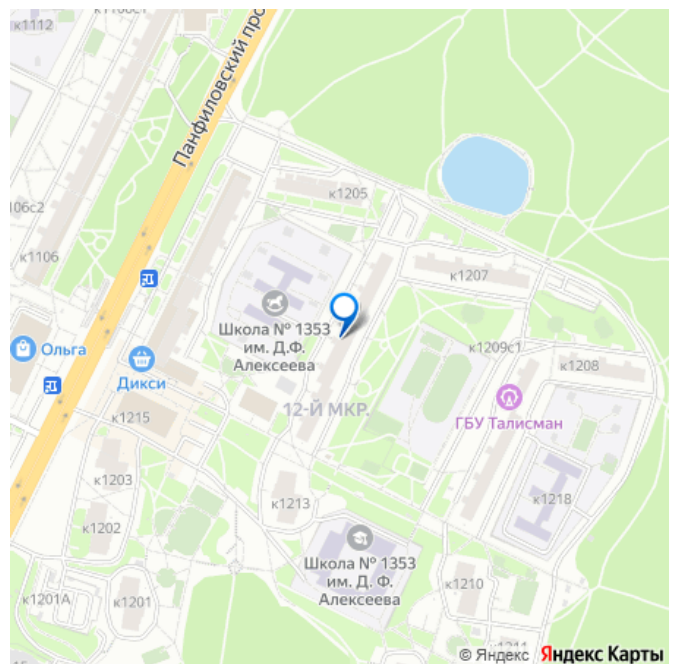 к1112
Панфиловский про
к1205
к1106
к1207
Школа № 1353
им. Д.Ф.
Алексеева
Ольга
Дикси
к1209с1
к1208
12-Й МКР.
ГБУ Талисман
к1215
к1203
к1213
к1218
к1202
Школа № 1353
им. Д. Ф.
Алексеева
к1210
к1201А
к1201
© Яндекс Яндекс Карты